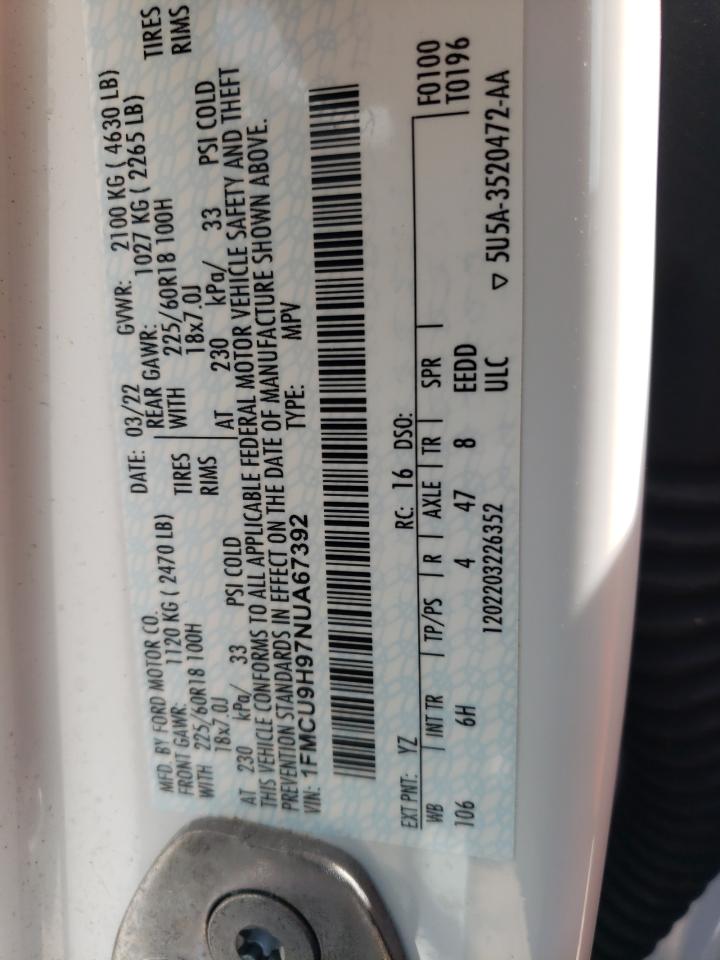 MFD. BY FORD MOTOR CO.
DATE: 03/22 GVWR: 2100 KG ( 4630 LB)
FRONT GAWR: 1120 KG ( 2470 LB) REAR GAWR: 1027 KG ( 2265 LB)
WITH 225/60R18 100H TIRES WITH 225/60R18 100H TIRES
18x7.0J RIMS 18x7.0J RIMS
AT 230 kPa/ 33 PSI COLD AT 230 kPa/ 33 PSI COLD
THIS VEHICLE CONFORMS TO ALL APPLICABLE FEDERAL MOTOR VEHICLE SAFETY AND THEFT
PREVENTION STANDARDS IN EFFECT ON THE DATE OF MANUFACTURE SHOWN ABOVE.
VIN: 1FMCU9H97NUA67392 TYPE: MPV
F0100
EXT PNT: YZ RC: 16 DSO: T0196
WB INT TR TP/PS R AXLE TR SPR
106 6H 4 47 8 EEDD
1202203226352 ULC ▽ 5U5A-3520472-AA